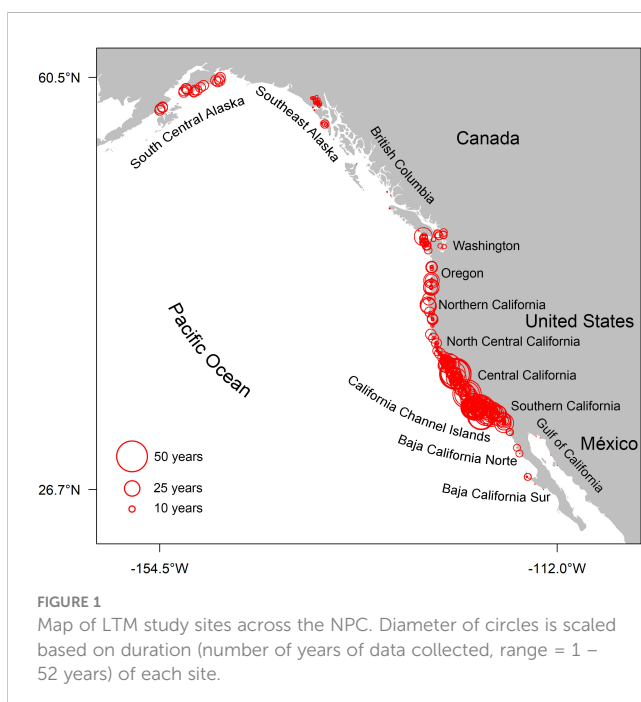 60.5°N
South Central Alaska
Southeast Alaska
British Columbia
Canada
Washington
Oregon
Northern California
United States
North Central California
Pacific Ocean
Central California
California Channel Islands
Southern California
Gulf of California
México
Baja California Norte
Baja California Sur
50 years
25 years
10 years
26.7°N
-154.5°W
-112.0°W
FIGURE 1
Map of LTM study sites across the NPC. Diameter of circles is scaled
based on duration (number of years of data collected, range = 1 –
52 years) of each site.